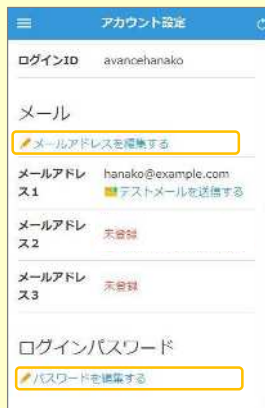 アカウント設定
ログインID avancehanako
メール
メールアドレスを編集する
メールアドレ hanako@example.com
ス1 テストメールを送信する
メールアドレ 未登録
ス2
メールアドレ 未登録
ス3
ログインパスワード
パスワードを編集する